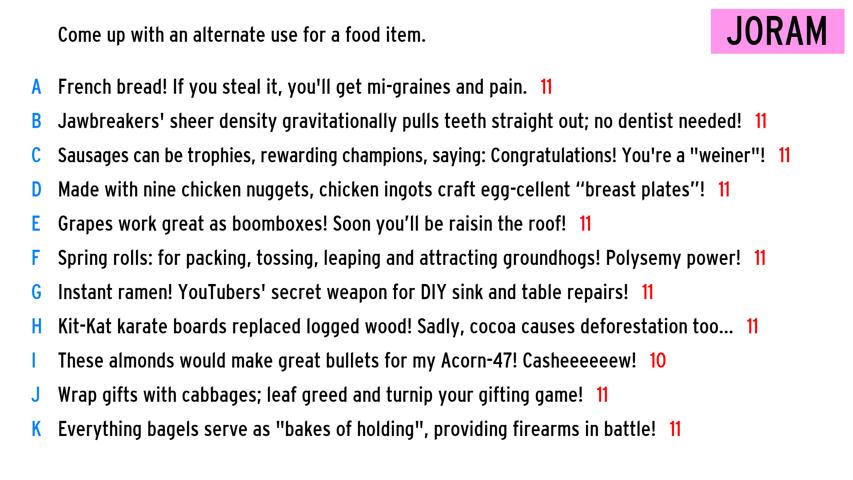 Come up with an alternate use for a food item.
JORAM
A French bread! If you steal it, you'll get mi-graines and pain. 11
B Jawbreakers' sheer density gravitationally pulls teeth straight out; no dentist needed! 11
C Sausages can be trophies, rewarding champions, saying: Congratulations! You're a "weiner"! 11
D Made with nine chicken nuggets, chicken ingots craft egg-cellent “breast plates”! 11
E Grapes work great as boomboxes! Soon you’ll be raisin the roof! 11
F Spring rolls: for packing, tossing, leaping and attracting groundhogs! Polysemy power! 11
G Instant ramen! YouTubers' secret weapon for DIY sink and table repairs! 11
H Kit-Kat karate boards replaced logged wood! Sadly, cocoa causes deforestation too... 11
I These almonds would make great bullets for my Acorn-47! Casheeeeeew! 10
J Wrap gifts with cabbages; leaf greed and turnip your gifting game! 11
K Everything bagels serve as "bakes of holding", providing firearms in battle! 11